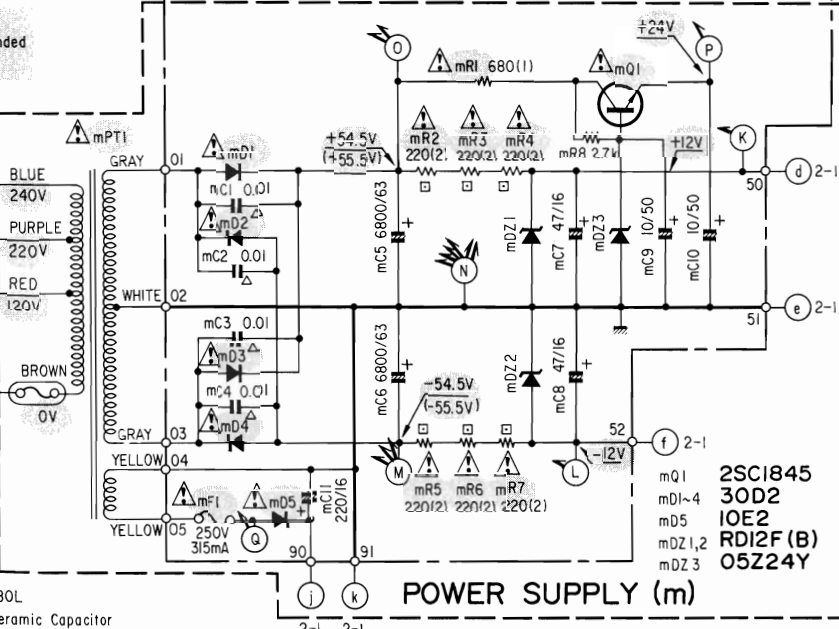 nded
mPT1
BLUE
240V
PURPLE
220V
RED
120V
BROWN
0V
GRAY
01
WHITE
02
GRAY
03
YELLOW
04
YELLOW
05
mD1
mC1 0.01
mD2
mC2 0.01
mC3 0.01
mD3
mC4 0.01
mD4
mF1
250V
315mA
Q
mD5
mC11
220/16
+54.5V
(+55.5V)
O
mR1 680(1)
mQ1
+24V
P
mR2
220(2)
mR3
220(2)
mR4
220(2)
mR8 2.7k
+12V
K
mC5 6800/63
N
mDZ1
mC7 47/16
mDZ3
mC9 10/50
mC10 10/50
50
d
2-1
51
e
2-1
mC6 6800/63
-54.5V
(-55.5V)
mDZ2
mC8 47/16
52
f
2-1
M
mR5
220(2)
mR6
220(2)
mR7
220(2)
L
-12V
mQ1 2SC1845
mD1~4 30D2
mD5 10E2
mDZ1,2 RD12F(B)
mDZ3 05Z24Y
90
91
j
k
POWER SUPPLY (m)
BOL
eramic Capacitor
2-1 2-1